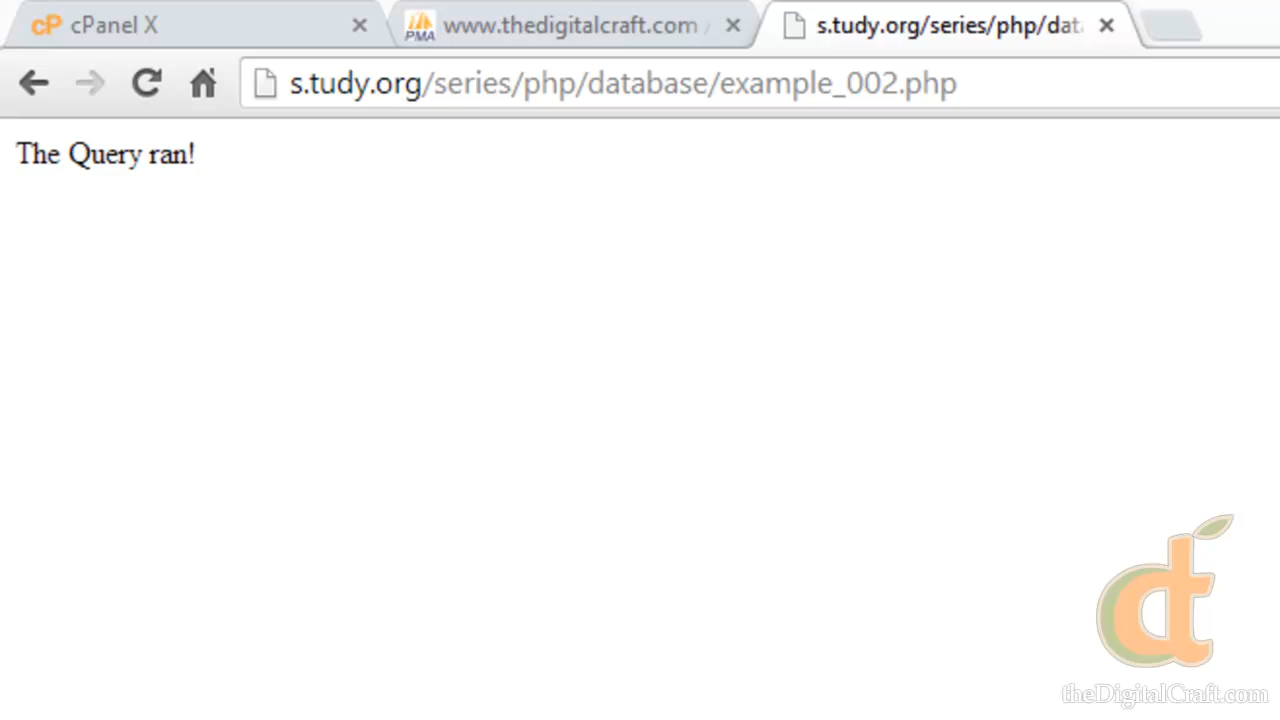 cPanel X
www.thedigitalcraft.com /
s.tudy.org/series/php/dat
s.tudy.org/series/php/database/example_002.php
The Query ran!
theDigitalCraft.com